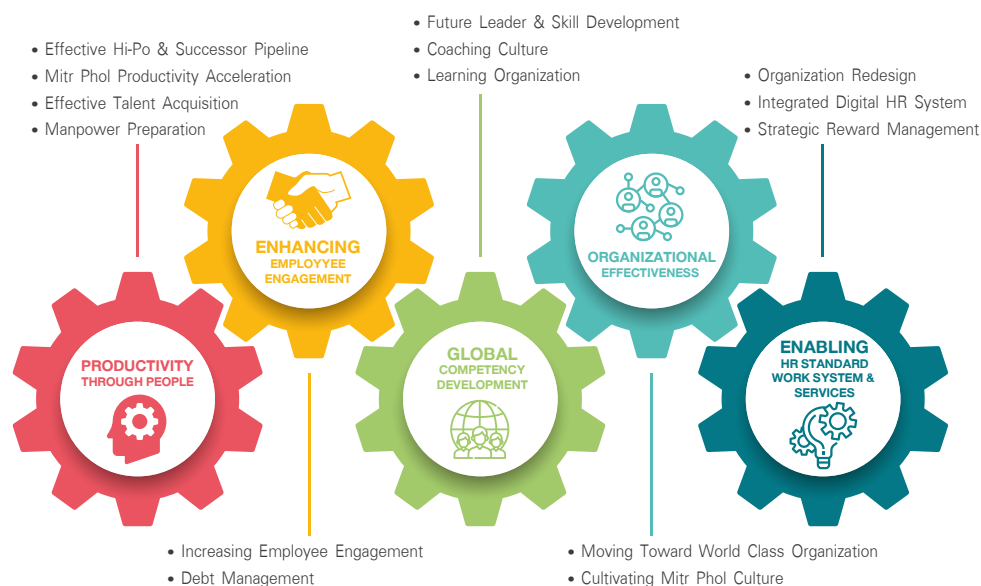 • Effective Hi-Po & Successor Pipeline
• Mitr Phol Productivity Acceleration
• Effective Talent Acquisition
• Manpower Preparation
• Future Leader & Skill Development
• Coaching Culture
• Learning Organization
• Organization Redesign
• Integrated Digital HR System
• Strategic Reward Management
PRODUCTIVITY
THROUGH PEOPLE
ENHANCING
EMPLOYYEE
ENGAGEMENT
GLOBAL
COMPETENCY
DEVELOPMENT
ORGANIZATIONAL
EFFECTIVENESS
ENABLING
HR STANDARD
WORK SYSTEM &
SERVICES
• Increasing Employee Engagement
• Debt Management
• Moving Toward World Class Organization
• Cultivating Mitr Phol Culture